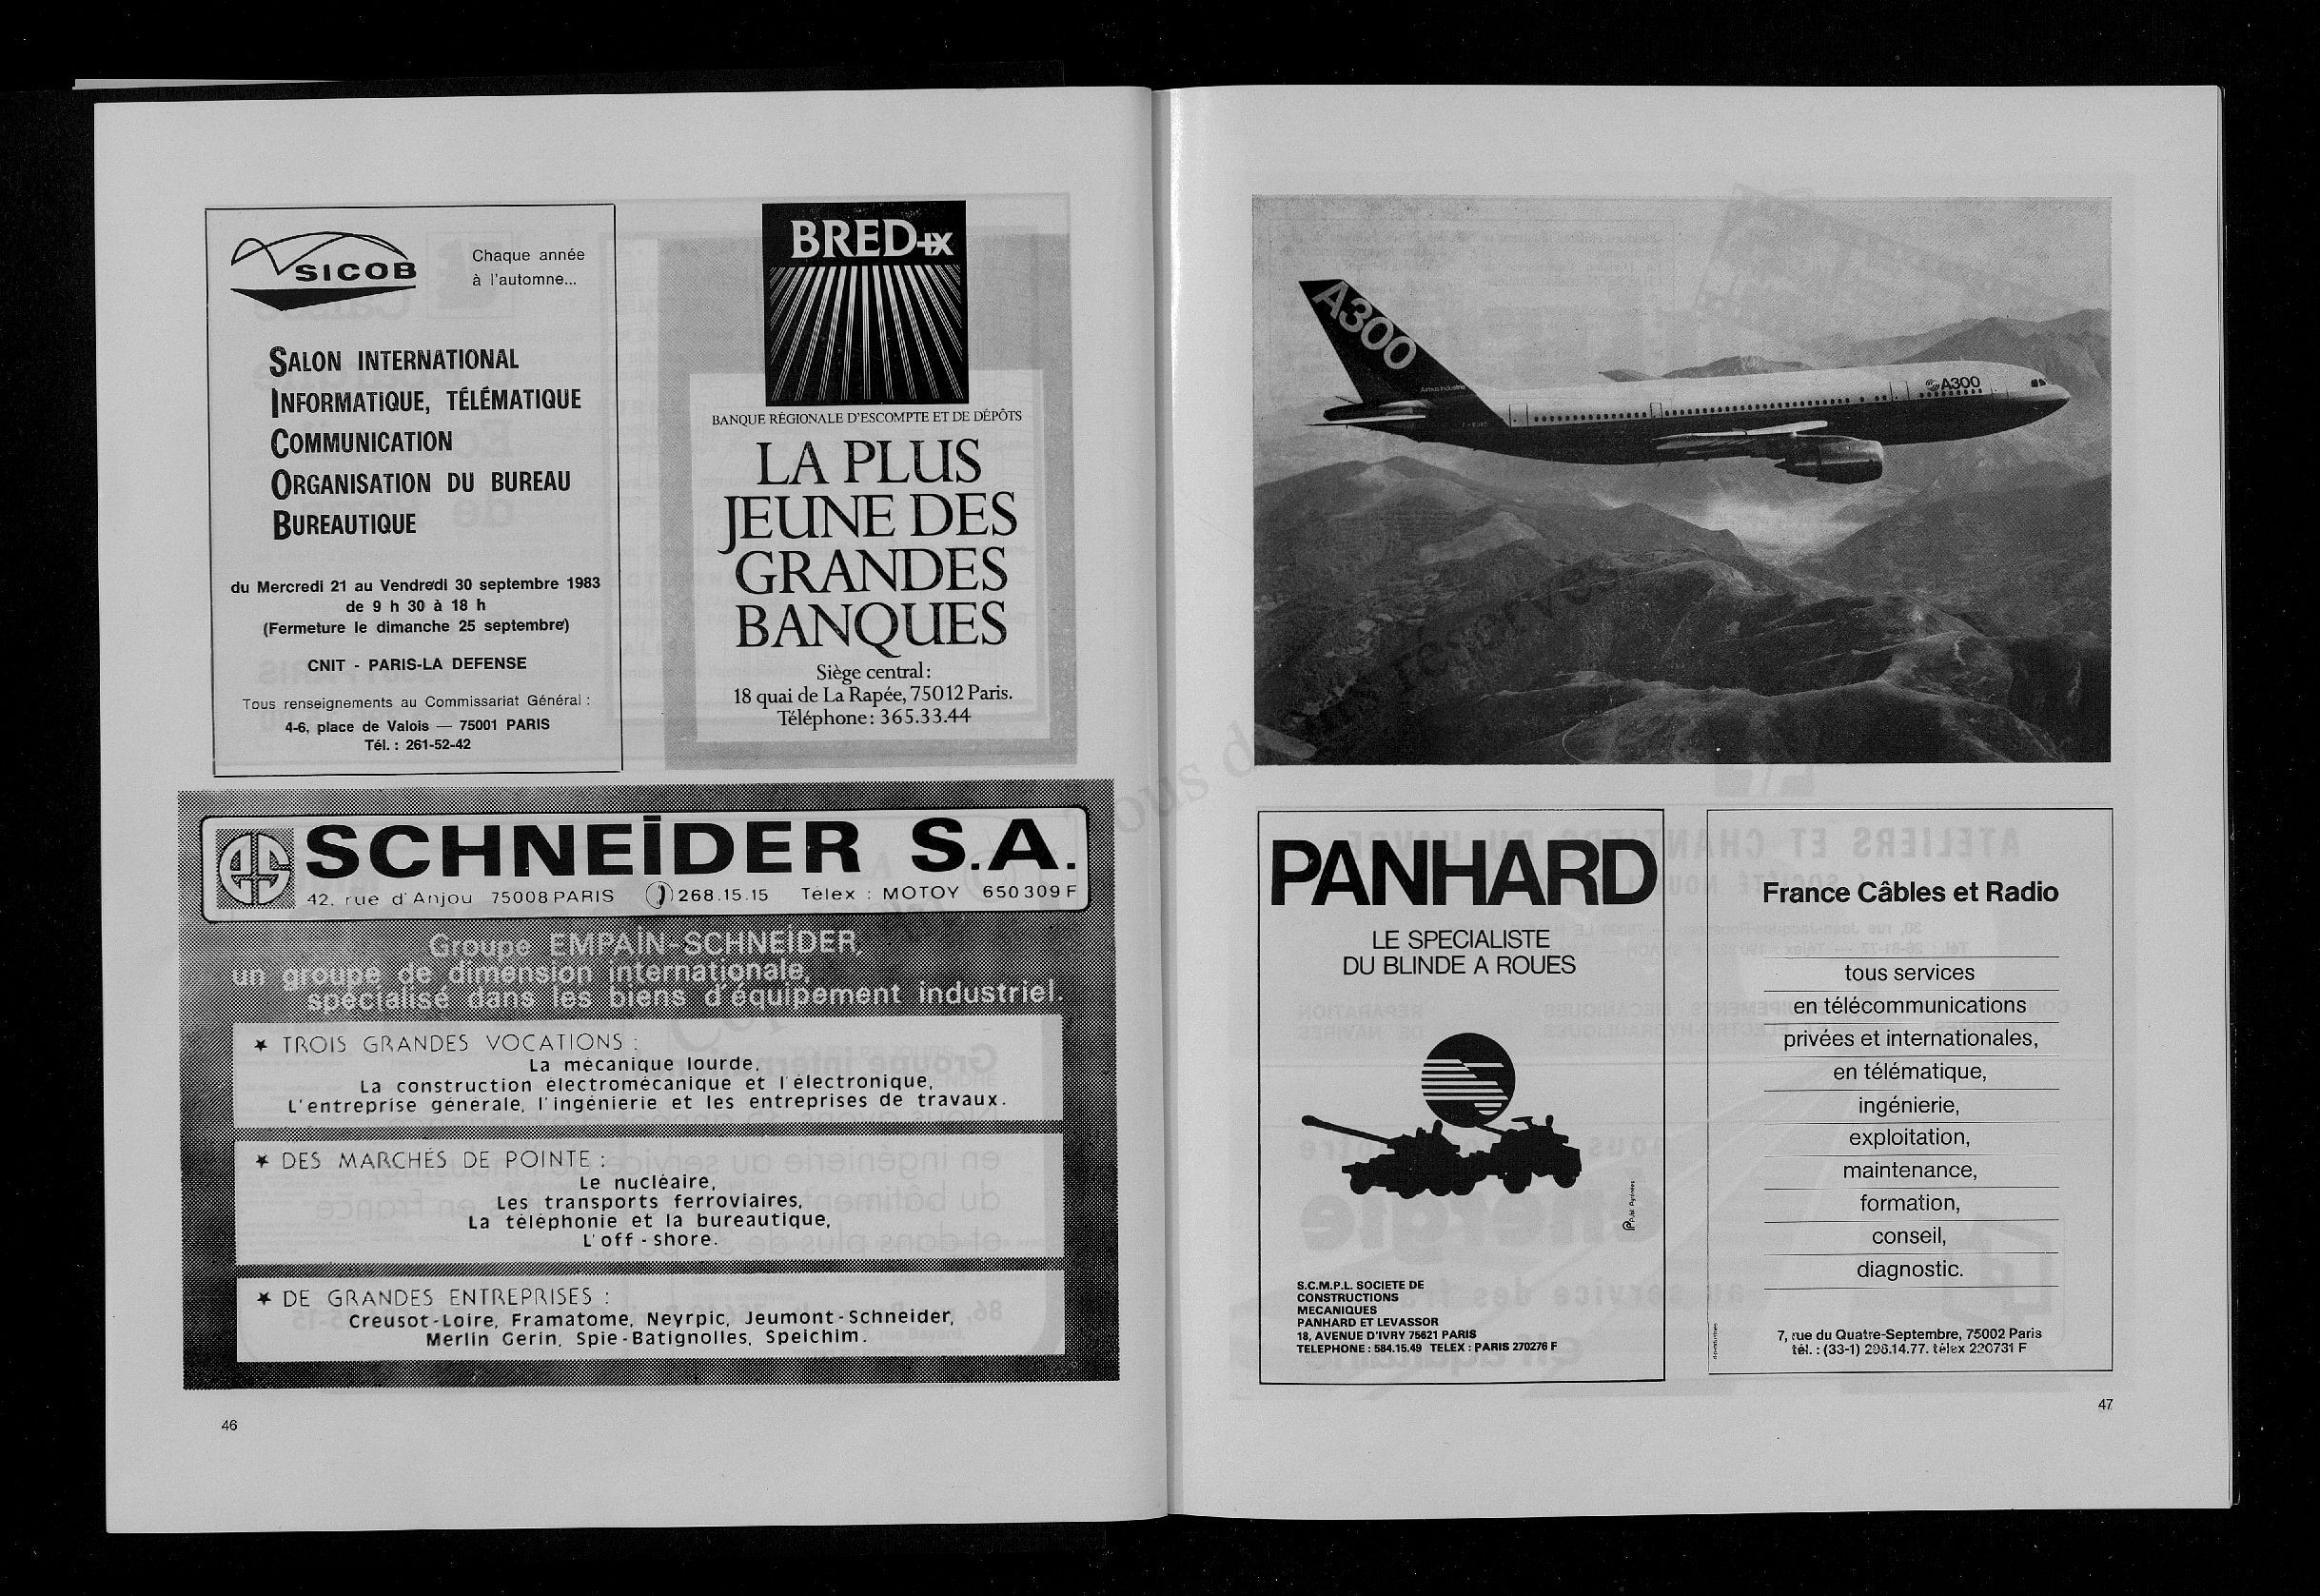 SICOB
Chaque année
à l'automne...
SALON INTERNATIONAL
INFORMATIQUE, TÉLÉMATIQUE
COMMUNICATION
ORGANISATION DU BUREAU
BUREAUTIQUE
du Mercredi 21 au Vendredi 30 septembre 1983
de 9 h 30 à 18 h
(Fermeture le dimanche 25 septembre)
CNIT - PARIS-LA DEFENSE
Tous renseignements au Commissariat Général :
4-6, place de Valois — 75001 PARIS
Tél. : 261-52-42
BRED
BANQUE RÉGIONALE D'ESCOMPTE ET DE DÉPÔTS
LA PLUS
JEUNE DES
GRANDES
BANQUES
Siège central :
18 quai de La Rapée, 75012 Paris.
Téléphone : 365.33.44
SCHNEIDER S.A.
42, rue d'Anjou 75008 PARIS 268.15.15 Télex : MOTOY 650 309 F
Groupe EMPAIN-SCHNEIDER,
un groupe de dimension internationale,
spécialisé dans les biens d'équipement industriel.
★ TROIS GRANDES VOCATIONS :
La mécanique lourde,
La construction électromécanique et l'électronique,
L'entreprise générale, l'ingénierie et les entreprises de travaux.
★ DES MARCHÉS DE POINTE :
Le nucléaire,
Les transports ferroviaires,
La téléphonie et la bureautique,
L'off-shore.
★ DE GRANDES ENTREPRISES :
Creusot-Loire, Framatome, Neyrpic, Jeumont-Schneider,
Merlin Gerin, Spie-Batignolles, Speichim.
46
A300
Airbus Industrie
A300
PANHARD
LE SPECIALISTE
DU BLINDE A ROUES
Publi Pyrénées
S.C.M.P.L. SOCIETE DE
CONSTRUCTIONS
MECANIQUES
PANHARD ET LEVASSOR
18, AVENUE D'IVRY 75621 PARIS
TELEPHONE : 584.15.49 TELEX : PARIS 270276 F
France Câbles et Radio
tous services
en télécommunications
privées et internationales,
en télématique,
ingénierie,
exploitation,
maintenance,
formation,
conseil,
diagnostic.
7, rue du Quatre-Septembre, 75002 Paris
tél. : (33-1) 296.14.77. télex 220731 F
47